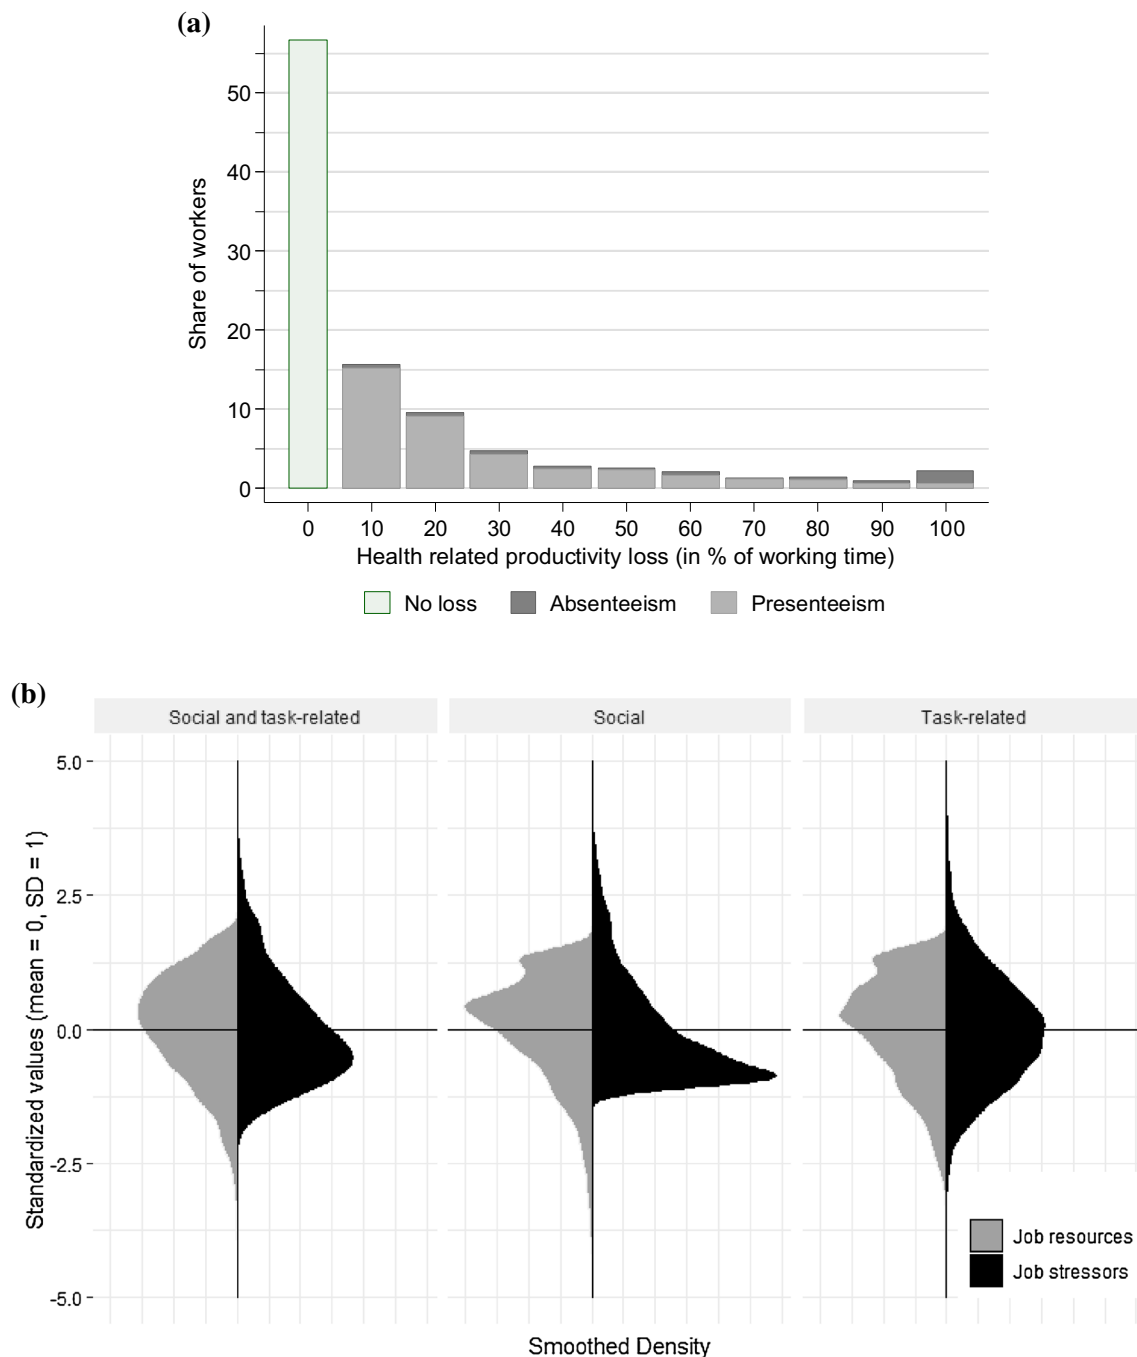 (a)
Share of workers
50
40
30
20
10
0
0 10 20 30 40 50 60 70 80 90 100
Health related productivity loss (in % of working time)
No loss Absenteeism Presenteeism
(b)
Social and task-related Social Task-related
Standardized values (mean = 0, SD = 1)
5.0
2.5
0.0
-2.5
-5.0
Job resources
Job stressors
Smoothed Density